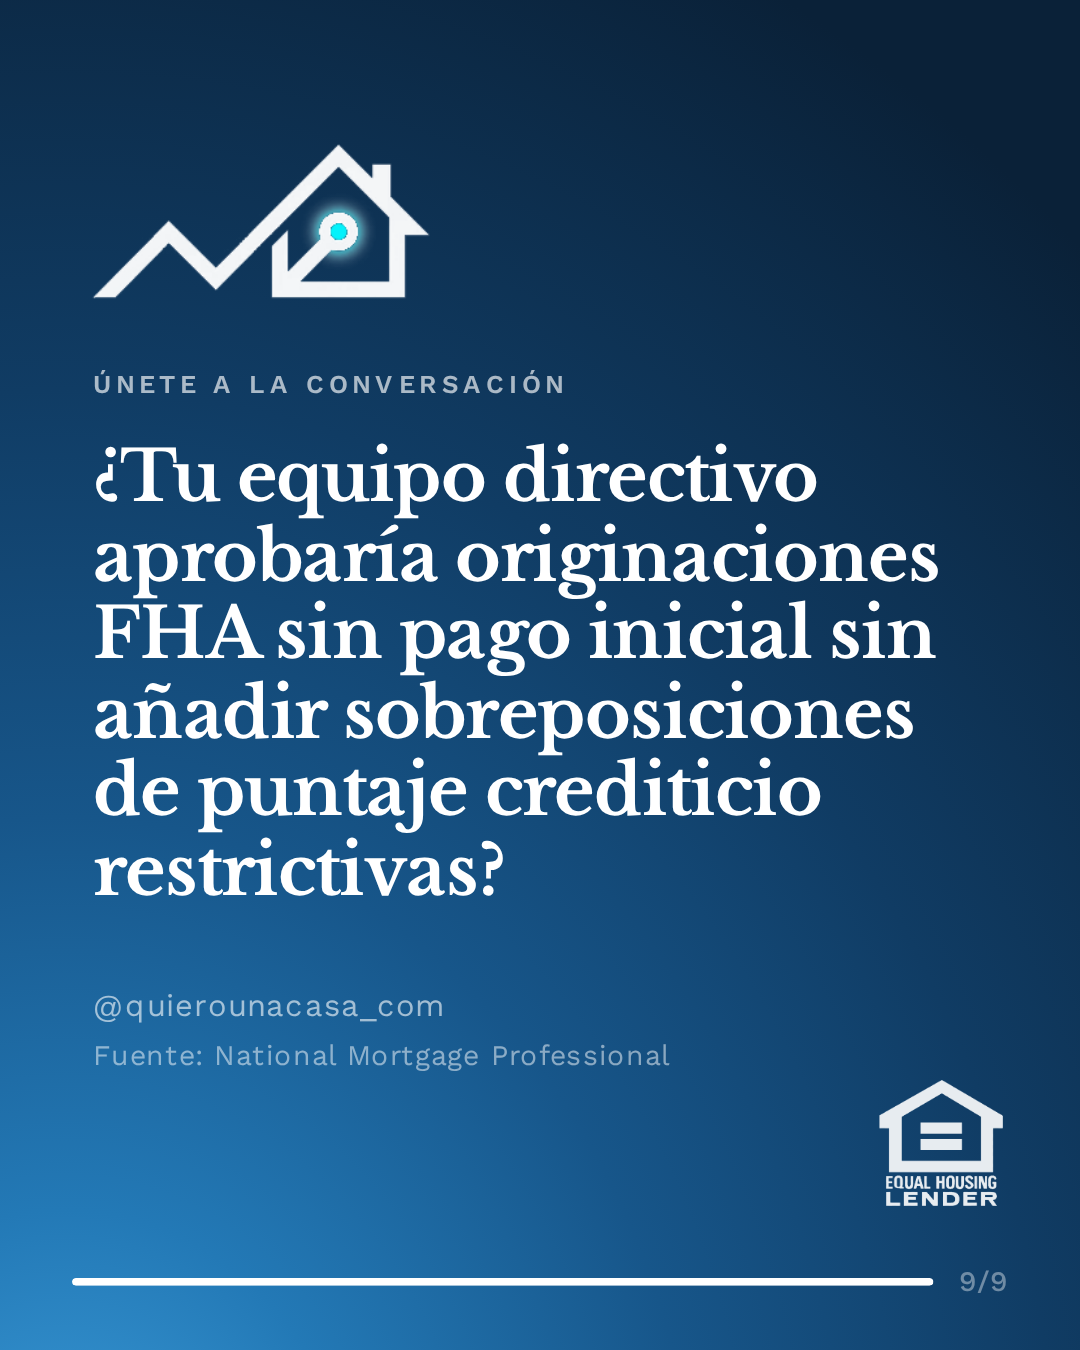 ÚNETE A LA CONVERSACIÓN
¿Tu equipo directivo
aprobaría originaciones
FHA sin pago inicial sin
añadir sobreposiciones
de puntaje crediticio
restrictivas?
@quierounacasa_com
Fuente: National Mortgage Professional
EQUAL HOUSING
LENDER
9/9